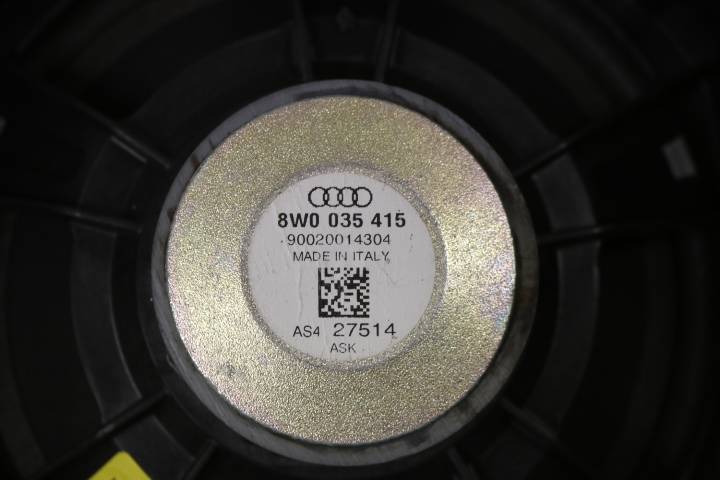 8W0 035 415
90020014304
MADE IN ITALY
AS4 27514
ASK